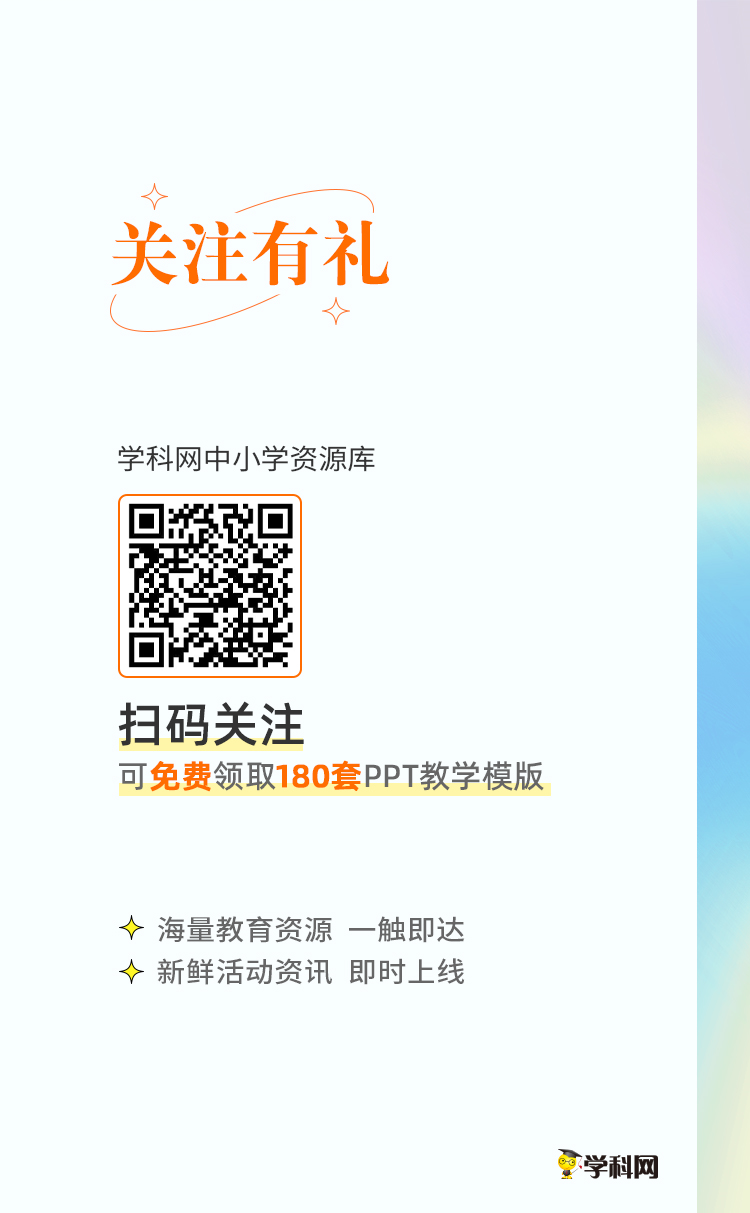 关注有礼
学科网中小学资源库
扫码关注
可免费领取180套PPT教学模版
海量教育资源 一触即达
新鲜活动资讯 即时上线
学科网